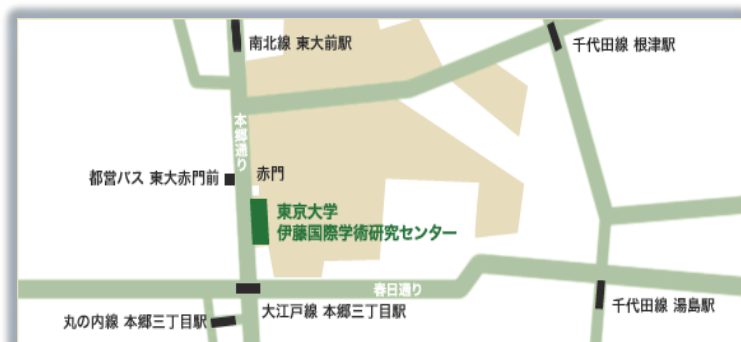 南北線 東大前駅
千代田線 根津駅
本郷通り
都営バス 東大赤門前
赤門
東京大学
伊藤国際学術研究センター
春日通り
大江戸線 本郷三丁目駅
千代田線 湯島駅
丸の内線 本郷三丁目駅